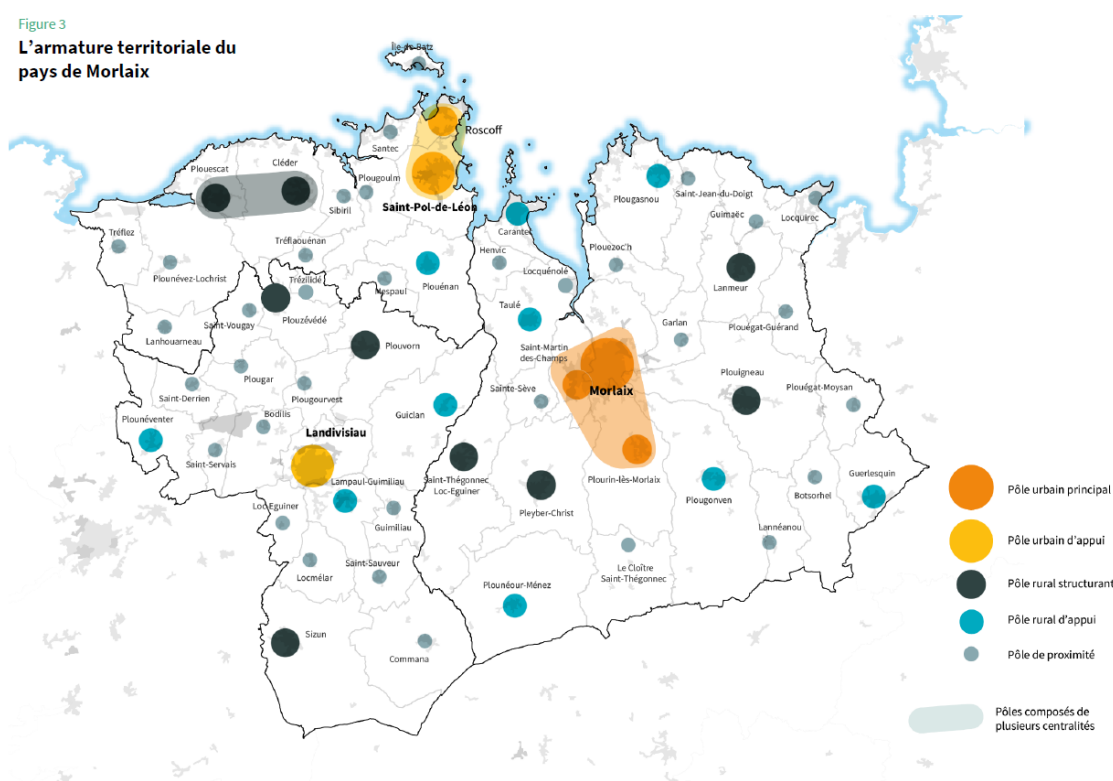 Figure 3
L'armature territoriale du
pays de Morlaix
Île-de-Batz
Roscoff
Santec
Cléder
Plouescat
Plougoulm
Sibiril
Saint-Pol-de-Léon
Plougasnou
Saint-Jean-du-Doigt
Guimaëc
Locquirec
Carantec
Tréflez
Tréflaouénan
Henvic
Plouezoc'h
Plounévez-Lochrist
Locquénolé
Trézilidé
Mespaul
Plouénan
Lanmeur
Taulé
Saint-Vougay
Plouzévédé
Garlan
Plouégat-Guérand
Lanhouarneau
Plouvorn
Saint-Martin
des-Champs
Plouigneau
Plougar
Sainte-Sève
Morlaix
Plouégat-Moysan
Saint-Derrien
Plougourvest
Guiclan
Plounéventer
Bodilis
Landivisiau
Saint-Servais
Saint-Thégonnec
Loc-Eguiner
Plourin-lès-Morlaix
Guerlesquin
Lampaul-Guimiliau
Plougonven
Botsorhel
Loc-Eguiner
Pleyber-Christ
Guimiliau
Lannéanou
Saint-Sauveur
Locmélar
Le Cloître
Saint-Thégonnec
Plounéour-Ménez
Sizun
Commana
Pôle urbain principal
Pôle urbain d'appui
Pôle rural structurant
Pôle rural d'appui
Pôle de proximité
Pôles composés de
plusieurs centralités